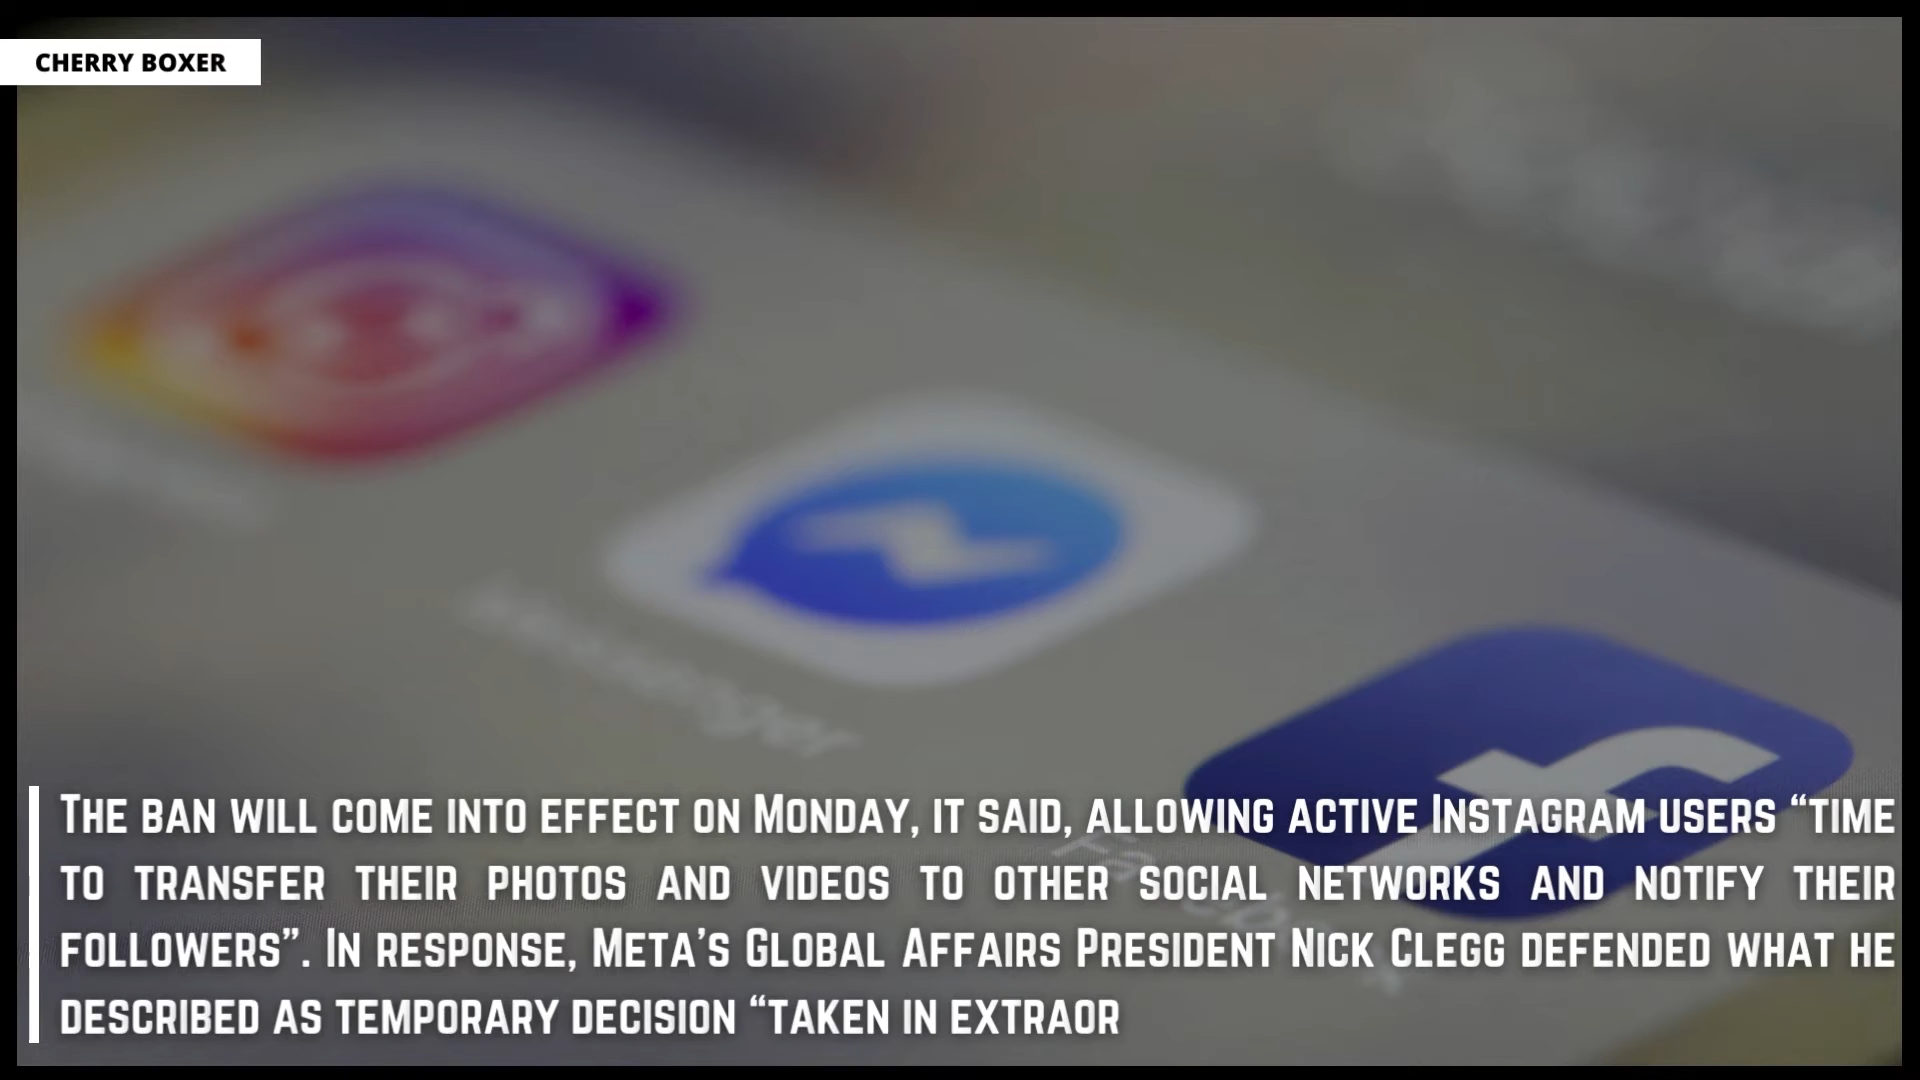 CHERRY BOXER
Messenger
Facebook
The ban will come into effect on Monday, it said, allowing active Instagram users “time
to transfer their photos and videos to other social networks and notify their
followers”. In response, Meta’s Global Affairs President Nick Clegg defended what he
described as temporary decision “taken in extraor